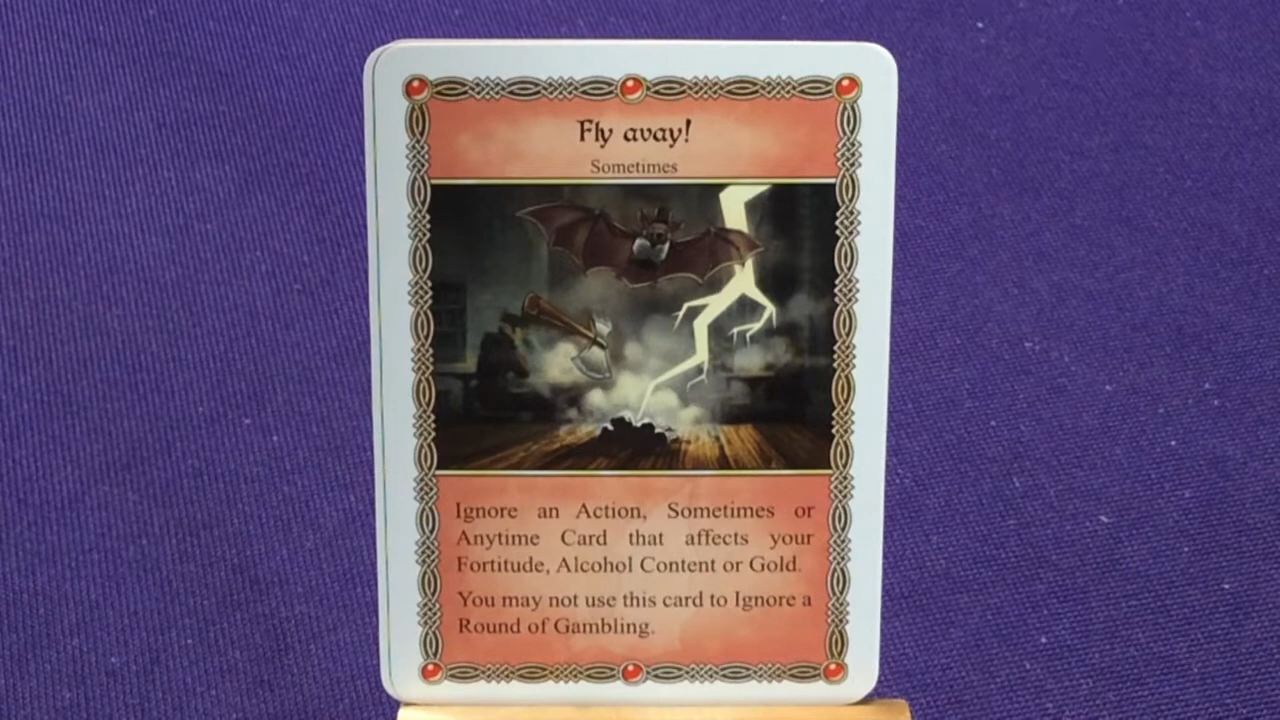 Fly avay!
Sometimes
Ignore an Action, Sometimes or
Anytime Card that affects your
Fortitude, Alcohol Content or Gold.
You may not use this card to Ignore a
Round of Gambling.